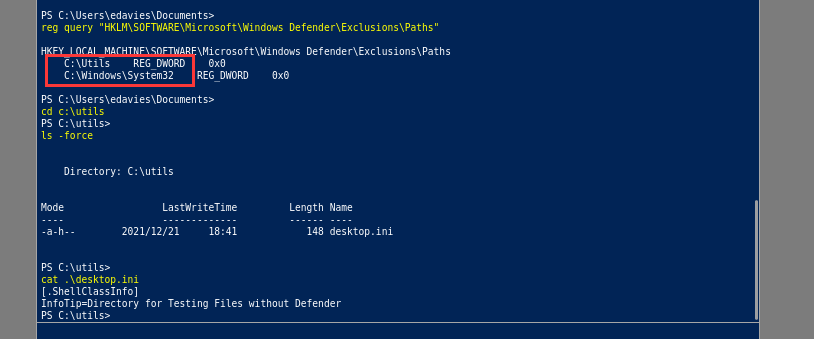 PS C:\Users\edavies\Documents>
reg query "HKLM\SOFTWARE\Microsoft\Windows Defender\Exclusions\Paths"
HKEY_LOCAL_MACHINE\SOFTWARE\Microsoft\Windows Defender\Exclusions\Paths
C:\Utils    REG_DWORD    0x0
C:\Windows\System32    REG_DWORD    0x0
PS C:\Users\edavies\Documents>
cd c:\utils
PS C:\utils>
ls -force
Directory: C:\utils
Mode                 LastWriteTime         Length Name
----                 -------------         ------ ----
-a-h--        2021/12/21     18:41            148 desktop.ini
PS C:\utils>
cat .\desktop.ini
[.ShellClassInfo]
InfoTip=Directory for Testing Files without Defender
PS C:\utils>